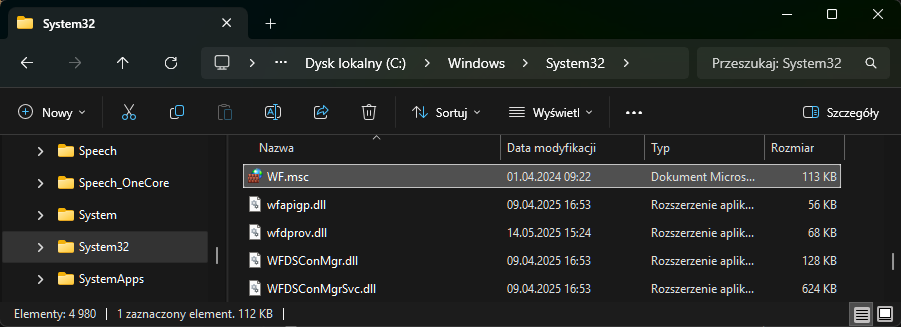 System32
Dysk lokalny (C:) Windows System32 Przeszukaj: System32
Nowy Sortuj Wyświetl Szczegóły
Speech
Speech_OneCore
System
System32
SystemApps
Nazwa Data modyfikacji Typ Rozmiar
WF.msc 01.04.2024 09:22 Dokument Micros... 113 KB
wfapigp.dll 09.04.2025 16:53 Rozszerzenie aplik... 56 KB
wfdprov.dll 14.05.2025 15:24 Rozszerzenie aplik... 68 KB
WFDSConMgr.dll 09.04.2025 16:53 Rozszerzenie aplik... 128 KB
WFDSConMgrSvc.dll 09.04.2025 16:53 Rozszerzenie aplik... 624 KB
Elementy: 4 980 1 zaznaczony element. 112 KB